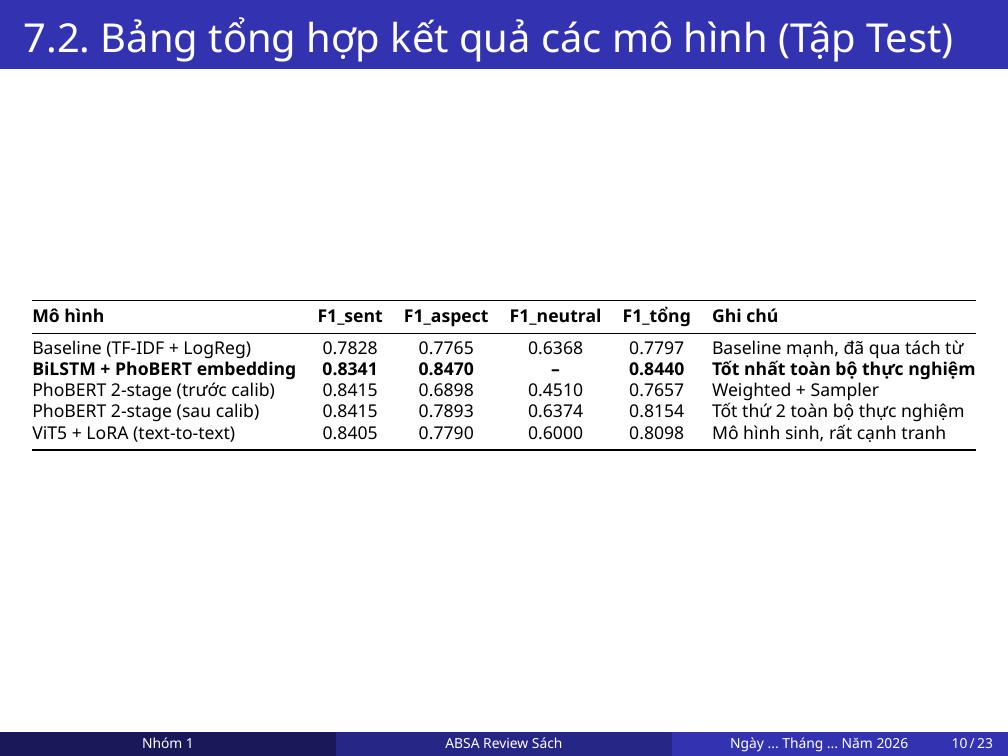 7.2. Bảng tổng hợp kết quả các mô hình (Tập Test)
Mô hình F1_sent F1_aspect F1_neutral F1_tổng Ghi chú
Baseline (TF-IDF + LogReg) 0.7828 0.7765 0.6368 0.7797 Baseline mạnh, đã qua tách từ
BiLSTM + PhoBERT embedding 0.8341 0.8470 – 0.8440 Tốt nhất toàn bộ thực nghiệm
PhoBERT 2-stage (trước calib) 0.8415 0.6898 0.4510 0.7657 Weighted + Sampler
PhoBERT 2-stage (sau calib) 0.8415 0.7893 0.6374 0.8154 Tốt thứ 2 toàn bộ thực nghiệm
ViT5 + LoRA (text-to-text) 0.8405 0.7790 0.6000 0.8098 Mô hình sinh, rất cạnh tranh
Nhóm 1 ABSA Review Sách Ngày ... Tháng ... Năm 2026 10 / 23